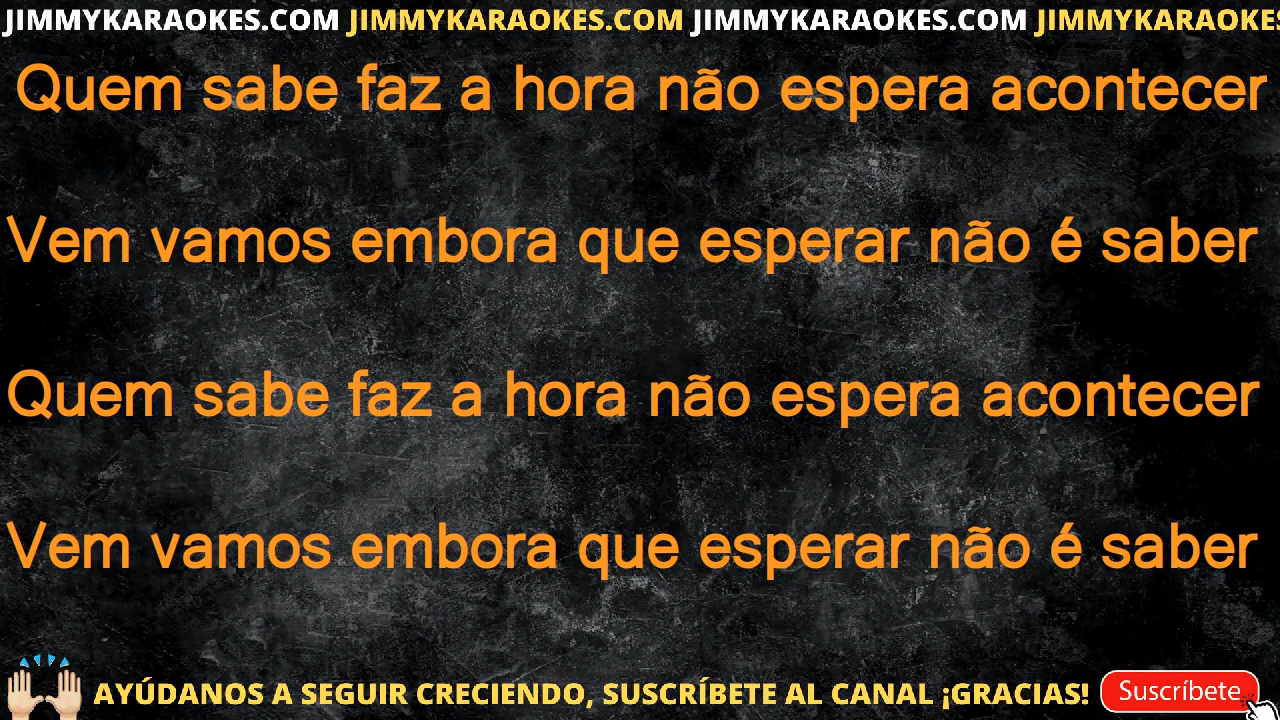 JIMMYKARAOKES.COM JIMMYKARAOKES.COM JIMMYKARAOKES.COM JIMMYKARAOKE
Quem sabe faz a hora não espera acontecer
Vem vamos embora que esperar não é saber
Quem sabe faz a hora não espera acontecer
Vem vamos embora que esperar não é saber
AYÚDANOS A SEGUIR CRECIENDO, SUSCRÍBETE AL CANAL ¡GRACIAS! Suscríbete